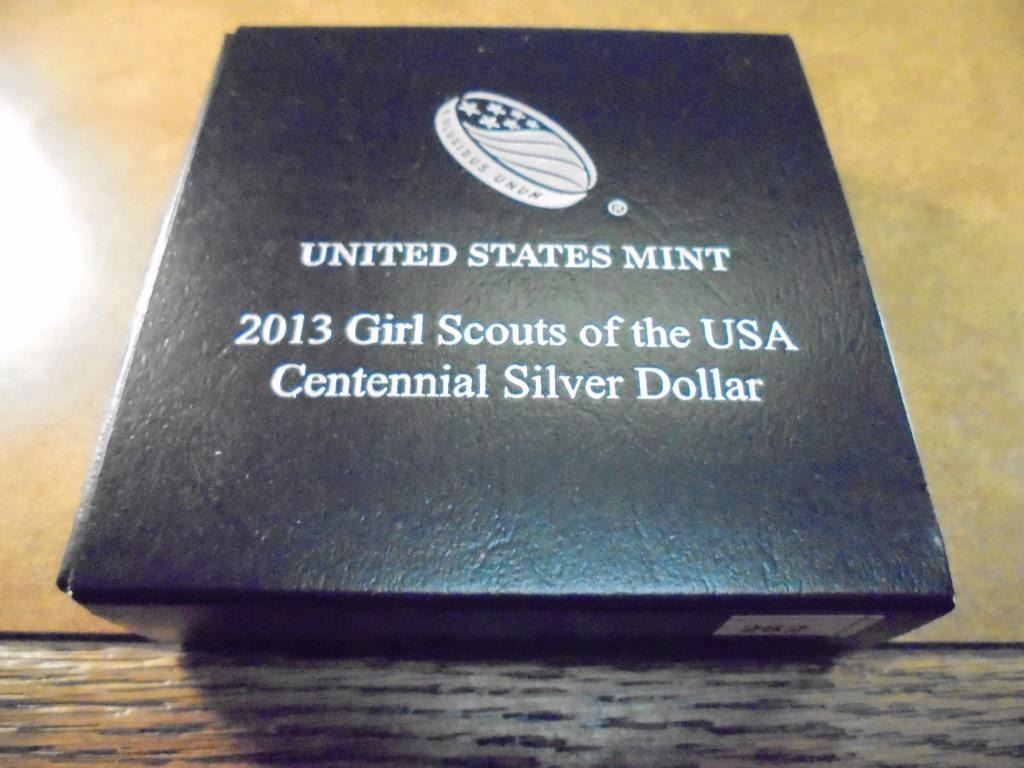 E PLURIBUS UNUM
®
UNITED STATES MINT
2013 Girl Scouts of the USA
Centennial Silver Dollar